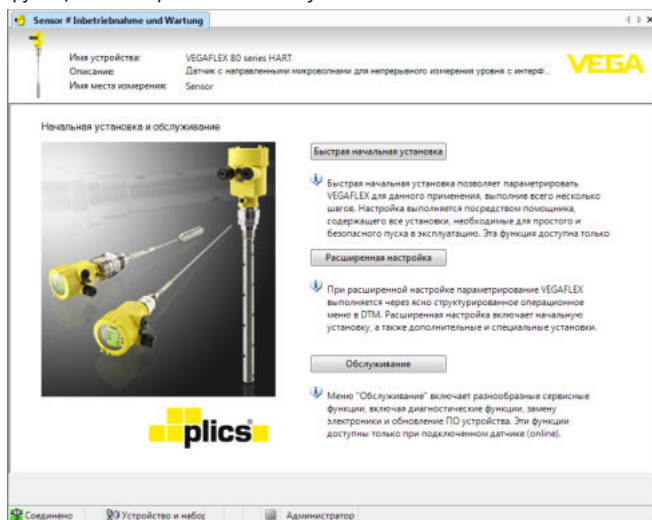 Sensor # Inbetriebnahme und Wartung
Имя устройства: VEGAFLEX 80 series HART
Описание: Датчик с направленными микроволнами для непрерывного измерения уровня с интерф...
Имя места измерения: Sensor
VEGA
Начальная установка и обслуживание
Быстрая начальная установка
Быстрая начальная установка позволяет параметрировать
VEGAFLEX для данного применения, выполнив всего несколько
шагов. Настройка выполняется посредством помощника,
содержащего все установки, необходимые для простого и
безопасного пуска в эксплуатацию. Эта функция доступна только
Расширенная настройка
При расширенной настройке параметрирование VEGAFLEX
выполняется через ясно структурированное операционное
меню в DTM. Расширенная настройка включает начальную
установку, а также дополнительные и специальные установки.
Обслуживание
Меню "Обслуживание" включает разнообразные сервисные
функции, включая диагностические функции, замену
электроники и обновление ПО устройства. Эти функции
доступны только при подключенном датчике (online).
plics
Соединено Устройство и набор Администратор